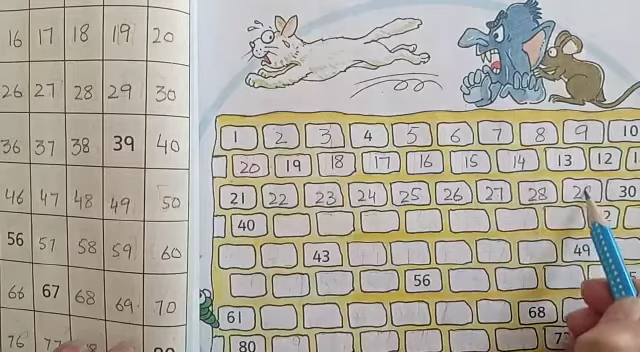 16 17 18 19 20
26 27 28 29 30
36 37 38 39 40
46 47 48 49 50
56 57 58 59 60
66 67 68 69 70
76
1 2 3 4 5 6 7 8 9 10
20 19 18 17 16 15 14 13 12
21 22 23 24 25 26 27 28 30
40
43 49
56
61 68
80